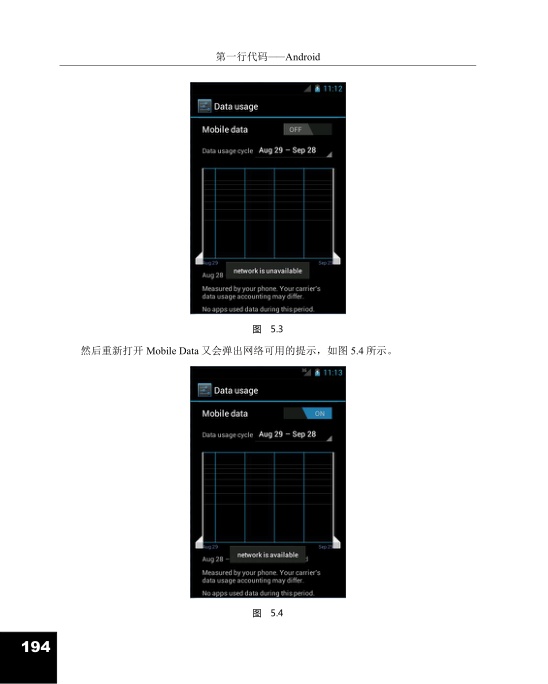 第一行代码——Android
11:12
Data usage
Mobile data OFF
Data usage cycle Aug 29 – Sep 28
Aug 29 Sep 28
network is unavailable
Aug 28
Measured by your phone. Your carrier's
data usage accounting may differ.
No apps used data during this period.
图 5.3
然后重新打开 Mobile Data 又会弹出网络可用的提示，如图 5.4 所示。
11:13
Data usage
Mobile data ON
Data usage cycle Aug 29 – Sep 28
Aug 29 Sep 28
network is available
Aug 28 –
Measured by your phone. Your carrier's
data usage accounting may differ.
No apps used data during this period.
图 5.4
194